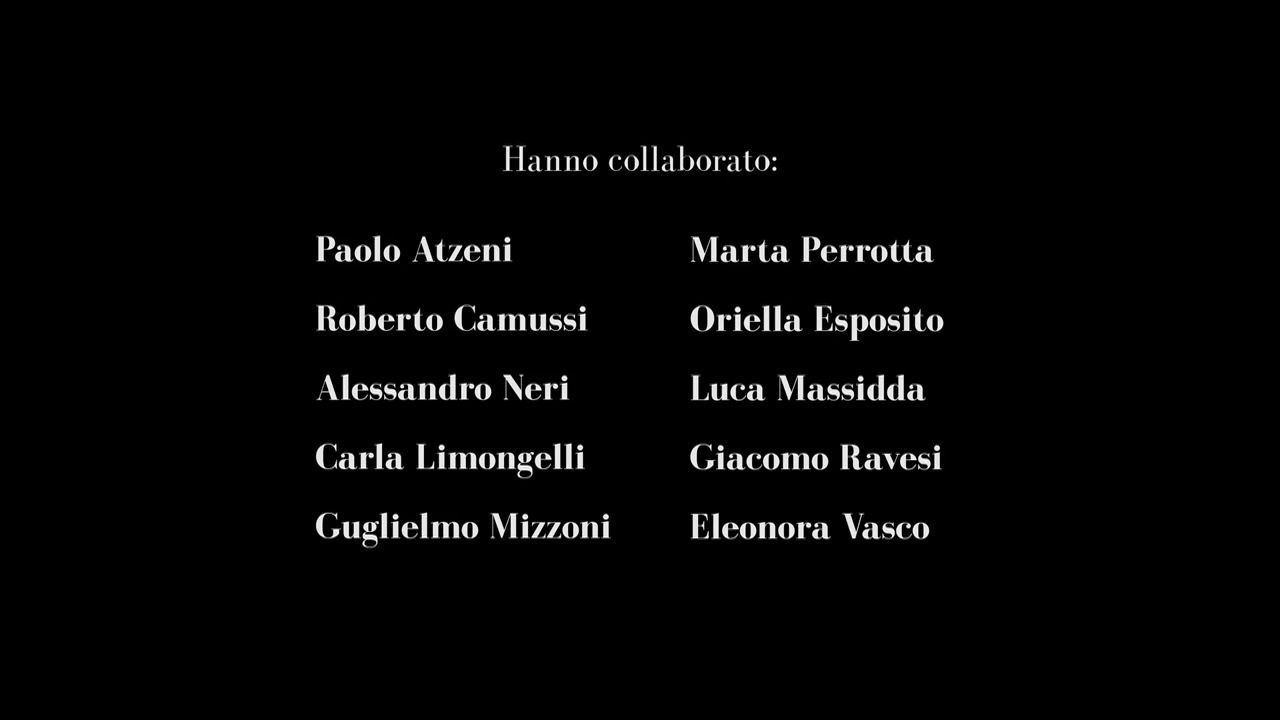 Hanno collaborato:
Paolo Atzeni
Roberto Camussi
Alessandro Neri
Carla Limongelli
Guglielmo Mizzoni
Marta Perrotta
Oriella Esposito
Luca Massidda
Giacomo Ravesi
Eleonora Vasco